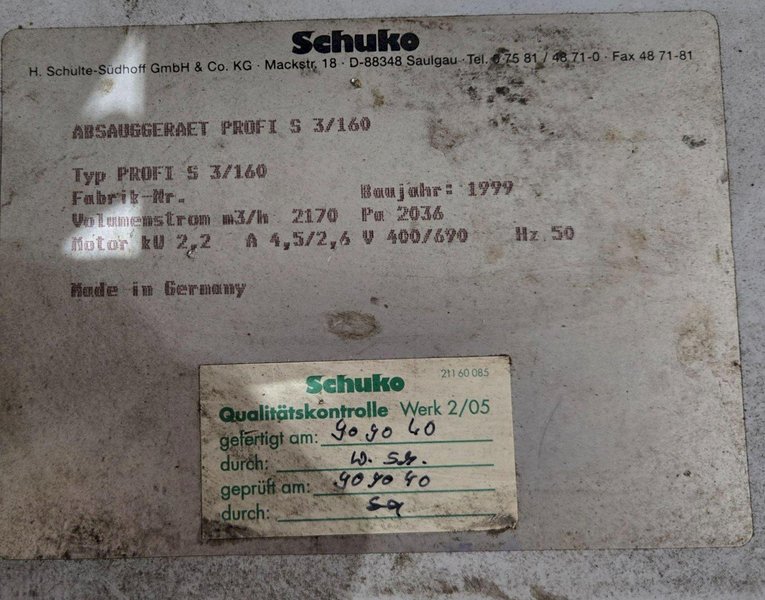 Schuko
H. Schulte-Südhoff GmbH & Co. KG · Mackstr. 18 · D-88348 Saulgau · Tel. 0 75 81 / 48 71-0 · Fax 48 71-81
ABSAUGGERAET PROFI S 3/160
Typ PROFI S 3/160
Fabrik-Nr. Baujahr: 1999
Volumenstrom m3/h 2170 Pa 2036
Motor kW 2,2 A 4,5/2,6 V 400/690 Hz 50
Made in Germany
Schuko 211 60 085
Qualitätskontrolle Werk 2/05
gefertigt am:
durch:
geprüft am:
durch: